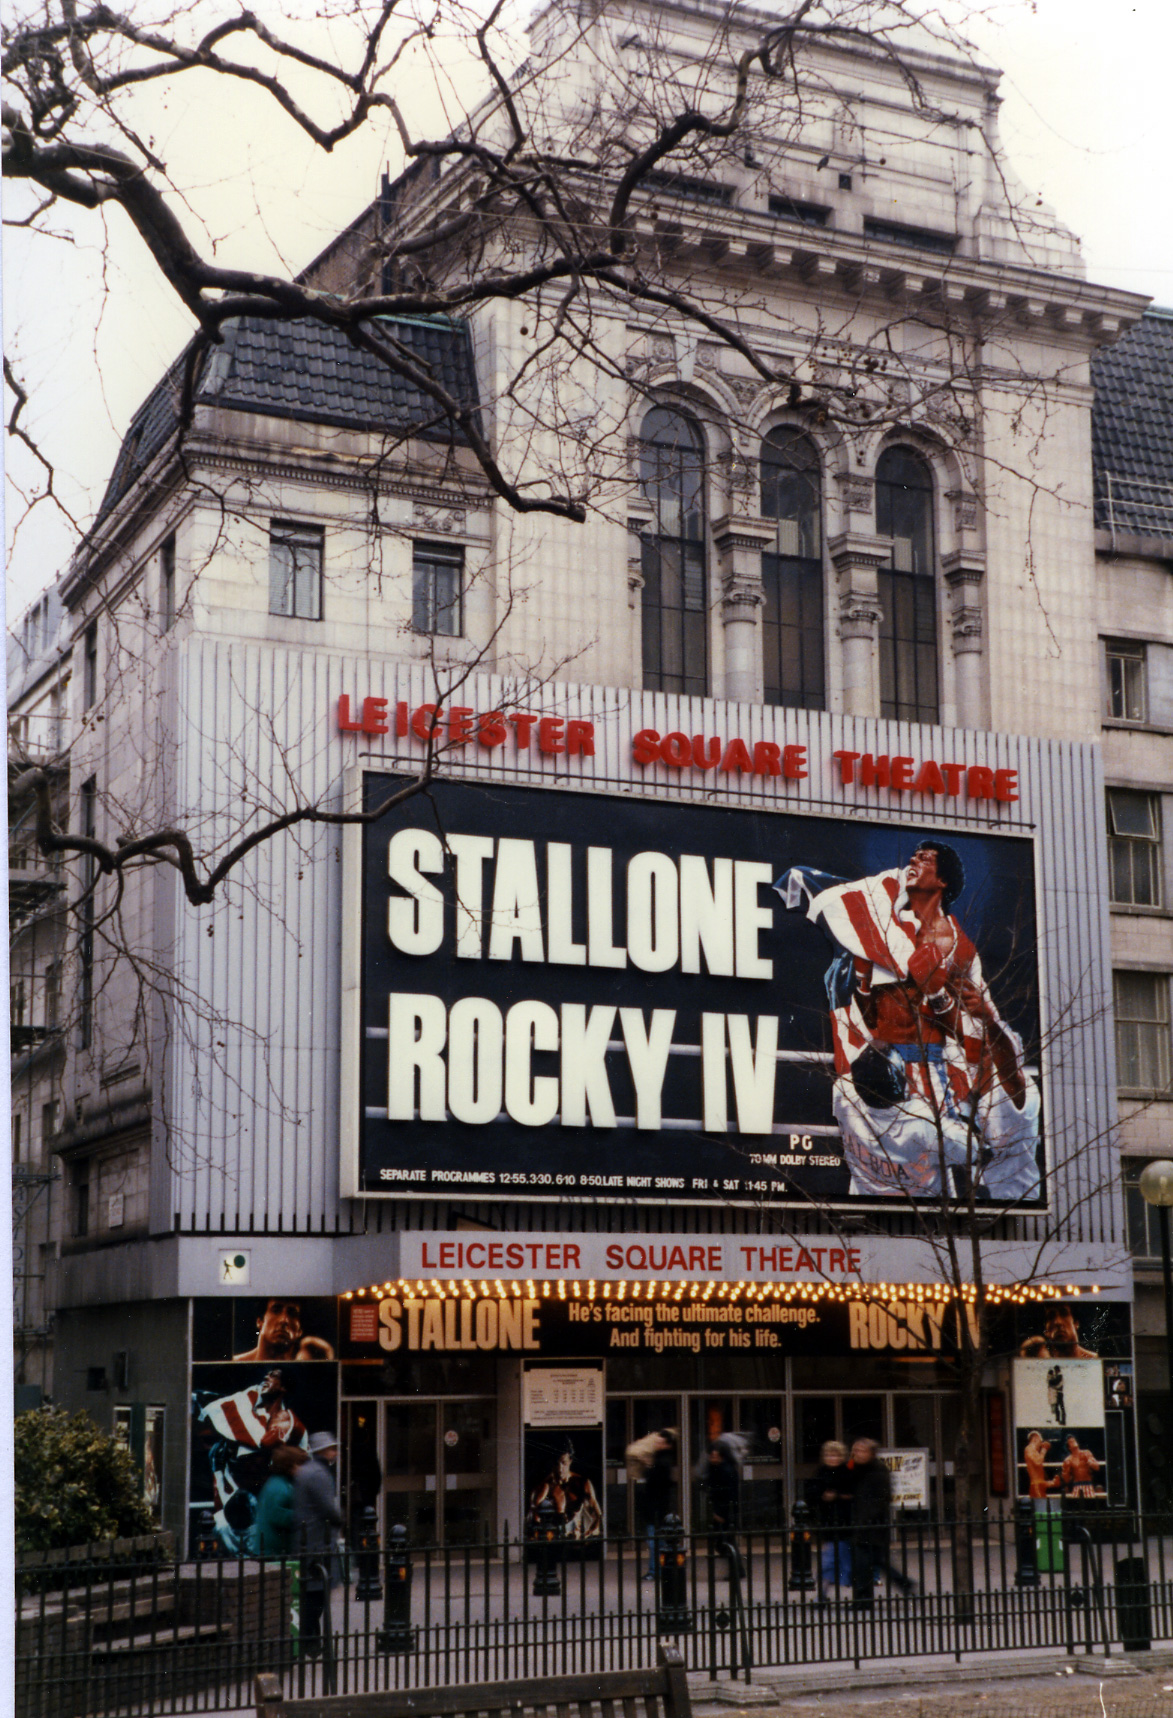 LEICESTER SQUARE THEATRE
STALLONE
ROCKY IV
PG
70MM DOLBY STEREO
SEPARATE PROGRAMMES 12-55. 3-30. 6-10 8-50. LATE NIGHT SHOWS FRI & SAT 11-45 PM.
LEICESTER SQUARE THEATRE
STALLONE
He's facing the ultimate challenge.
And fighting for his life.
ROCKY IV